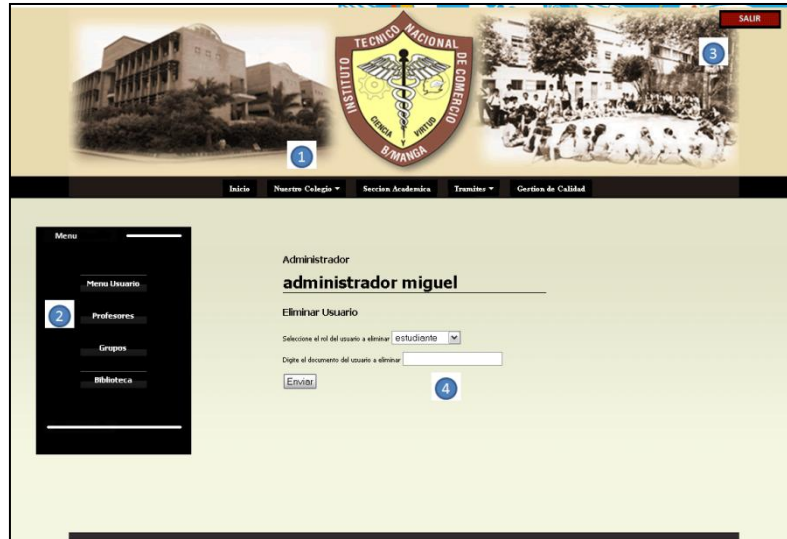 SALIR
3
INSTITUTO TECNICO NACIONAL DE COMERCIO
CIENCIA Y VIRTUD
B/MANGA
1
Inicio Nuestro Colegio Seccion Academica Tramites Gestion de Calidad
Menu
Menu Usuario
2 Profesores
Grupos
Biblioteca
Administrador
administrador miguel
Eliminar Usuario
Seleccione el rol del usuario a eliminar estudiante
Digite el documento del usuario a eliminar
Enviar
4